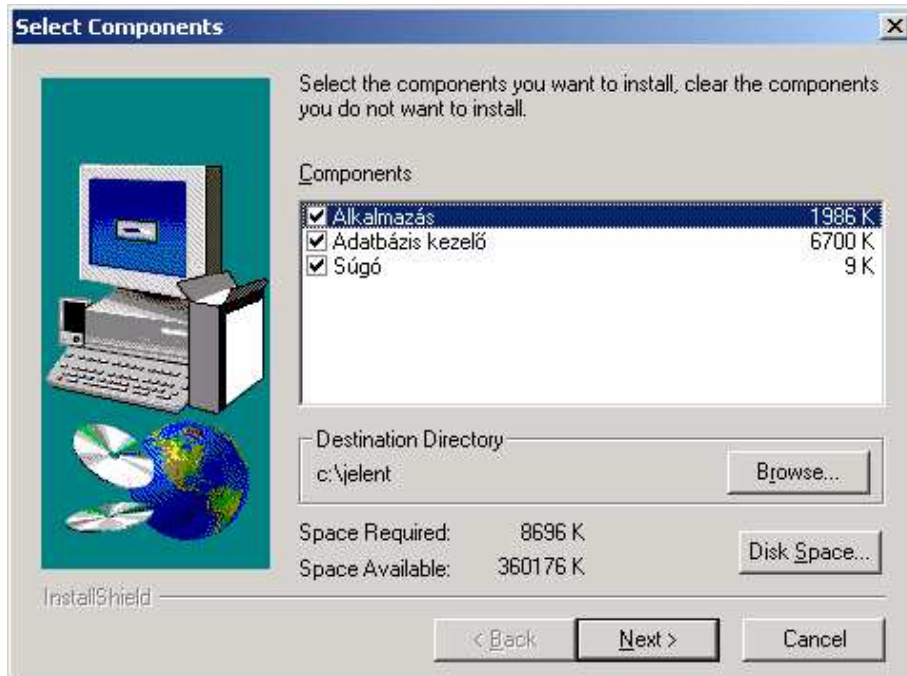 Select Components
Select the components you want to install, clear the components
you do not want to install.
Components
Alkalmazás 1986 K
Adatbázis kezelő 6700 K
Súgó 9 K
Destination Directory
c:\jelent
Browse...
Space Required: 8696 K
Space Available: 360176 K
Disk Space...
InstallShield
< Back
Next >
Cancel